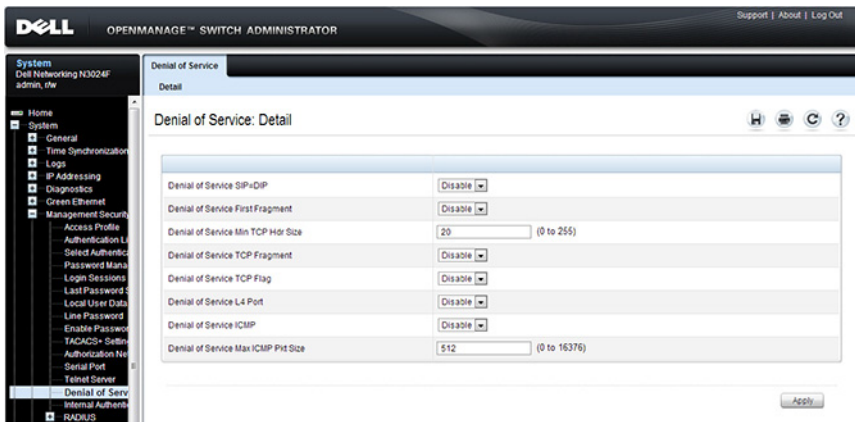 Support | About | Log Out
DELL
OPENMANAGE™ SWITCH ADMINISTRATOR
System
Dell Networking N3024F
admin, r/w
Home
System
General
Time Synchronization
Logs
IP Addressing
Diagnostics
Green Ethernet
Management Security
Access Profile
Authentication Li
Select Authentica
Password Mana
Login Sessions
Last Password S
Local User Data
Line Password
Enable Passwor
TACACS+ Settin
Authorization Net
Serial Port
Telnet Server
Denial of Serv
Internal Authenti
RADIUS
Denial of Service
Detail
Denial of Service: Detail
Denial of Service SIP=DIP Disable
Denial of Service First Fragment Disable
Denial of Service Min TCP Hdr Size 20 (0 to 255)
Denial of Service TCP Fragment Disable
Denial of Service TCP Flag Disable
Denial of Service L4 Port Disable
Denial of Service ICMP Disable
Denial of Service Max ICMP Pkt Size 512 (0 to 16376)
Apply